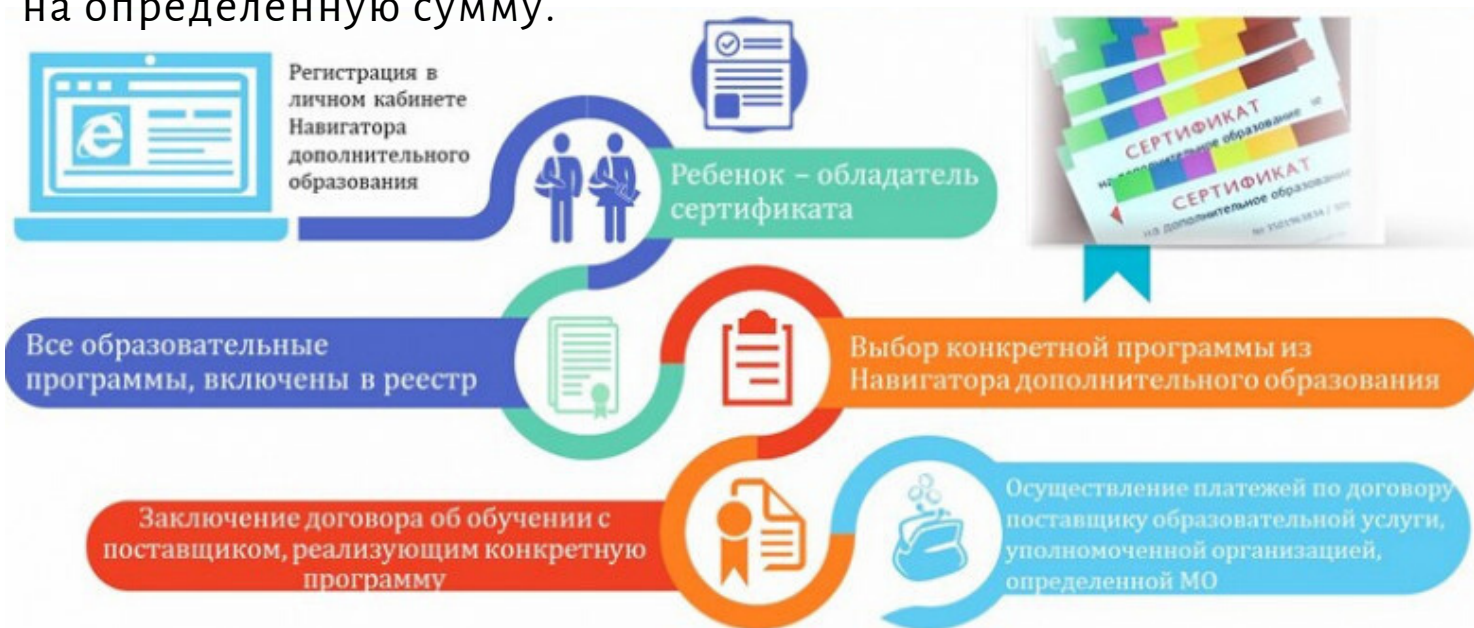 на определенную сумму.
Регистрация в
личном кабинете
Навигатора
дополнительного
образования
Ребенок – обладатель
сертификата
СЕРТИФИКАТ
на дополнительное образование
СЕРТИФИКАТ
на дополнительное образование
Все образовательные
программы, включены в реестр
Выбор конкретной программы из
Навигатора дополнительного образования
Заключение договора об обучении с
поставщиком, реализующим конкретную
программу
Осуществление платежей по договору
поставщику образовательной услуги,
уполномоченной организацией,
определенной МО